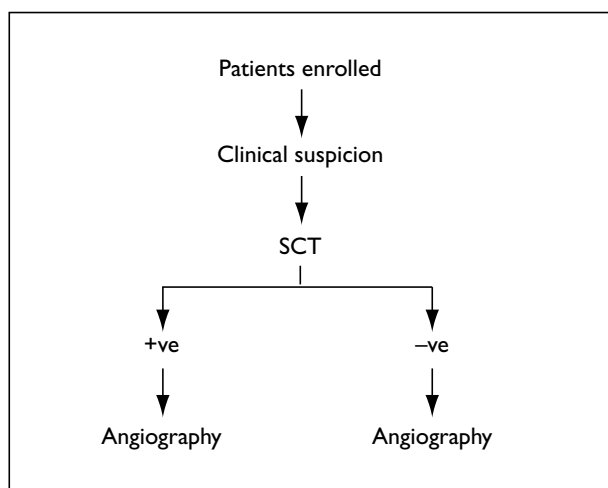 Patients enrolled
Clinical suspicion
SCT
+ve –ve
Angiography Angiography